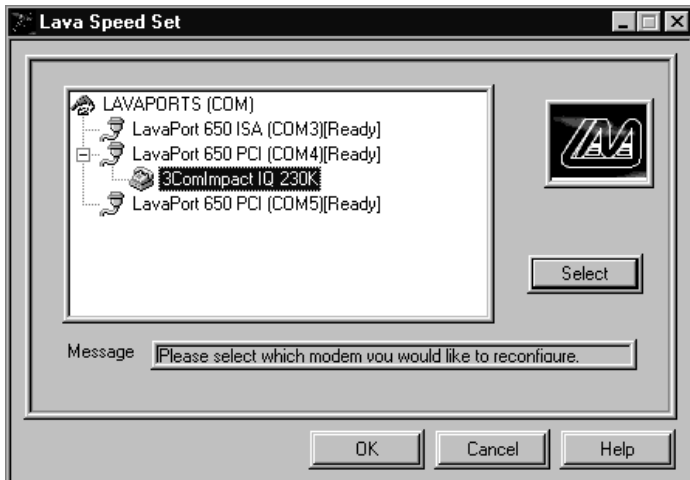 Lava Speed Set
LAVAPORTS (COM)
LavaPort 650 ISA (COM3)[Ready]
LavaPort 650 PCI (COM4)[Ready]
3ComImpact IQ 230K
LavaPort 650 PCI (COM5)[Ready]
Select
Message
Please select which modem you would like to reconfigure.
OK
Cancel
Help